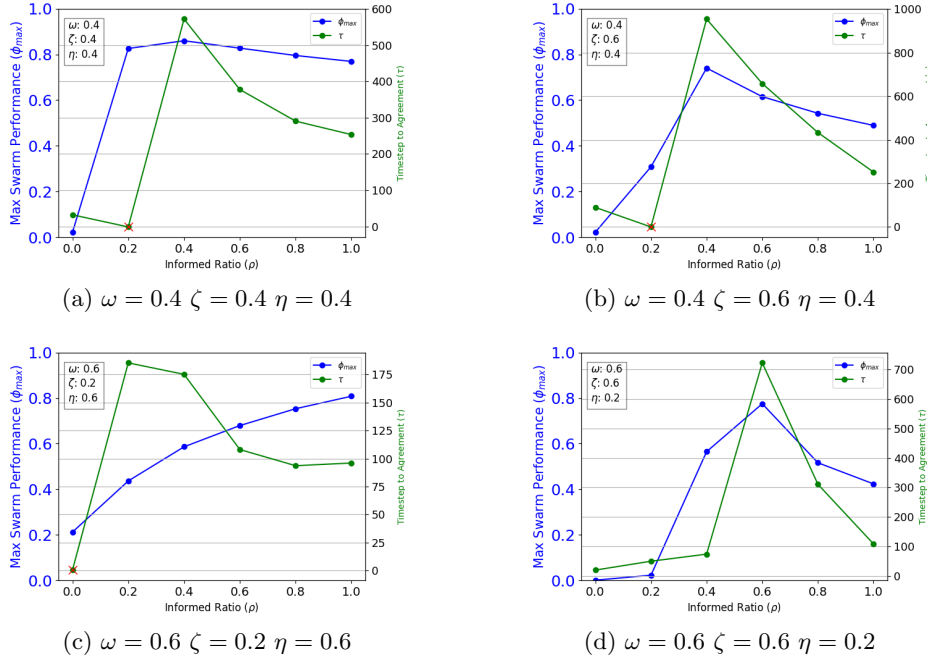 Max Swarm Performance (ϕmax)
1.0
0.8
0.6
0.4
0.2
0.0
ω: 0.4
ζ: 0.4
η: 0.4
ϕmax
τ
600
500
400
300
200
100
0
Timestep to Agreement (τ)
0.0 0.2 0.4 0.6 0.8 1.0
Informed Ratio (ρ)
(a) ω = 0.4 ζ = 0.4 η = 0.4
Max Swarm Performance (ϕmax)
1.0
0.8
0.6
0.4
0.2
0.0
ω: 0.4
ζ: 0.6
η: 0.4
ϕmax
τ
1000
800
600
400
200
0
0.0 0.2 0.4 0.6 0.8 1.0
Informed Ratio (ρ)
(b) ω = 0.4 ζ = 0.6 η = 0.4
Max Swarm Performance (ϕmax)
1.0
0.8
0.6
0.4
0.2
0.0
ω: 0.6
ζ: 0.2
η: 0.6
ϕmax
τ
175
150
125
100
75
50
25
0
Timestep to Agreement (τ)
0.0 0.2 0.4 0.6 0.8 1.0
Informed Ratio (ρ)
(c) ω = 0.6 ζ = 0.2 η = 0.6
Max Swarm Performance (ϕmax)
1.0
0.8
0.6
0.4
0.2
0.0
ω: 0.6
ζ: 0.6
η: 0.2
ϕmax
τ
700
600
500
400
300
200
100
0
Timestep to Agreement (τ)
0.0 0.2 0.4 0.6 0.8 1.0
Informed Ratio (ρ)
(d) ω = 0.6 ζ = 0.6 η = 0.2